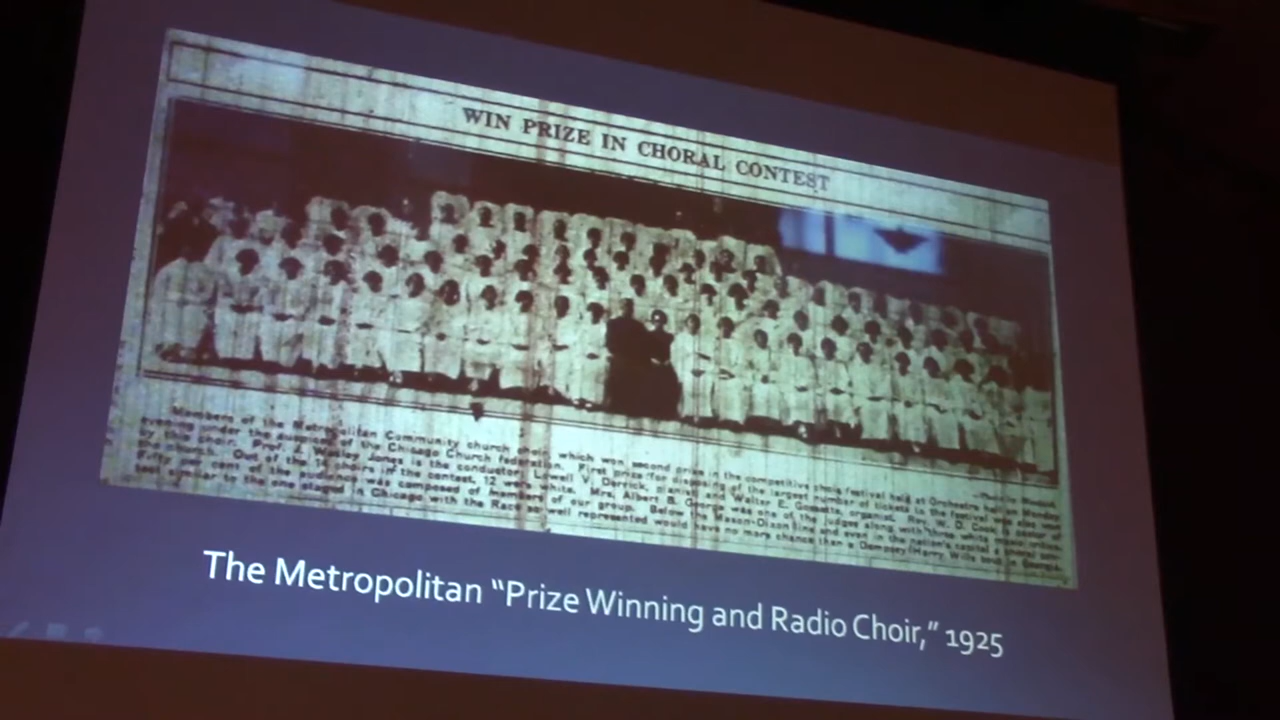 WIN PRIZE IN CHORAL CONTEST
Members of the Metropolitan Community church choir which won second prize in the competitive choral festival held at Orchestra hall on Monday
evening under the auspices of the Chicago Church federation. First prize for disposing of the largest number of tickets to the festival was also won
by this choir. Prof. J. Wesley Jones is the conductor; Lowell V. Derrick, pianist and Walter E. Gossette, organist. Rev. W. D. Cook is pastor of
the church. Out of the choirs in the contest, 12 were white. Mrs. Albert B. George was one of the judges along with three white
Fifty per cent of the audience was composed of members of our group. Below the Mason-Dixon line and even in the nation's capital a choral
test similar to the one staged in Chicago with the Race so well represented would have no more chance than a Dempsey-Harry Wills bout in Georgia.
The Metropolitan “Prize Winning and Radio Choir,” 1925